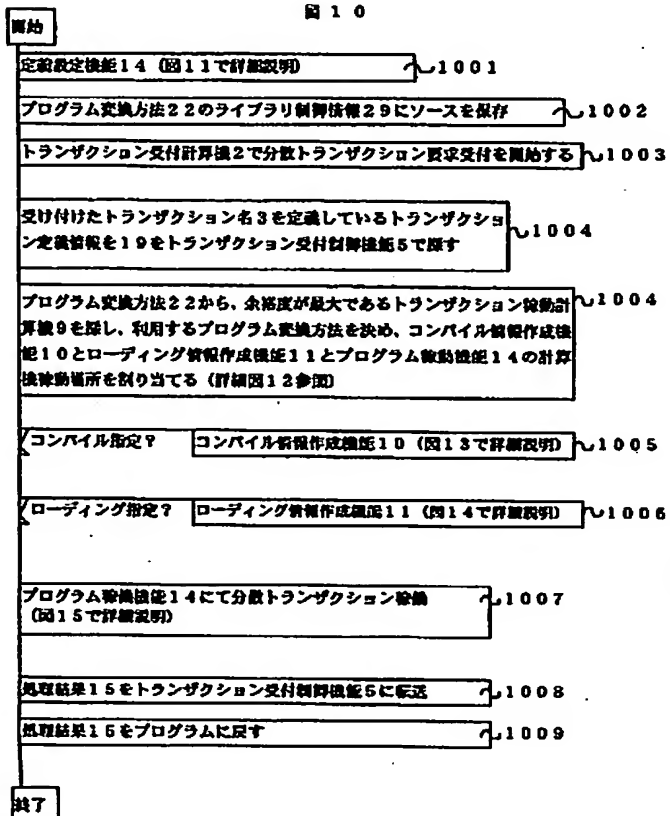 図10
開始
定義設定機能14（図11で詳細説明）
1001
プログラム変換方法22のライブラリ制御情報29にソースを保存
1002
トランザクション受付計算機2で分散トランザクション要求受付を開始する
1003
受け付けたトランザクション名3を定義しているトランザクショ
ン定義情報を19をトランザクション受付制御機能5で探す
1004
プログラム変換方法22から、余裕度が最大であるトランザクション稼動計
算機9を探し、利用するプログラム変換方法を決め、コンパイル情報作成機
能10とローディング情報作成機能11とプログラム稼動機能14の計算
機稼動場所を割り当てる（詳細図12参照）
1004
コンパイル指定？
コンパイル情報作成機能10（図13で詳細説明）
1005
ローディング指定？
ローディング情報作成機能11（図14で詳細説明）
1006
プログラム稼働機能14にて分散トランザクション稼働
（図15で詳細説明）
1007
処理結果15をトランザクション受付制御機能5に転送
1008
処理結果15をプログラムに戻す
1009
終了